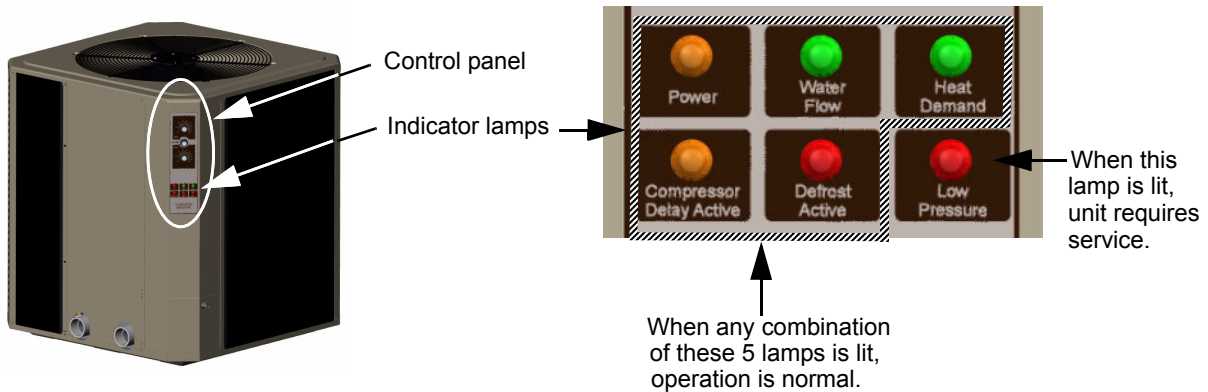 Control panel
Indicator lamps
Power
Water
Flow
Heat
Demand
Compressor
Delay Active
Defrost
Active
Low
Pressure
When this
lamp is lit,
unit requires
service.
When any combination
of these 5 lamps is lit,
operation is normal.